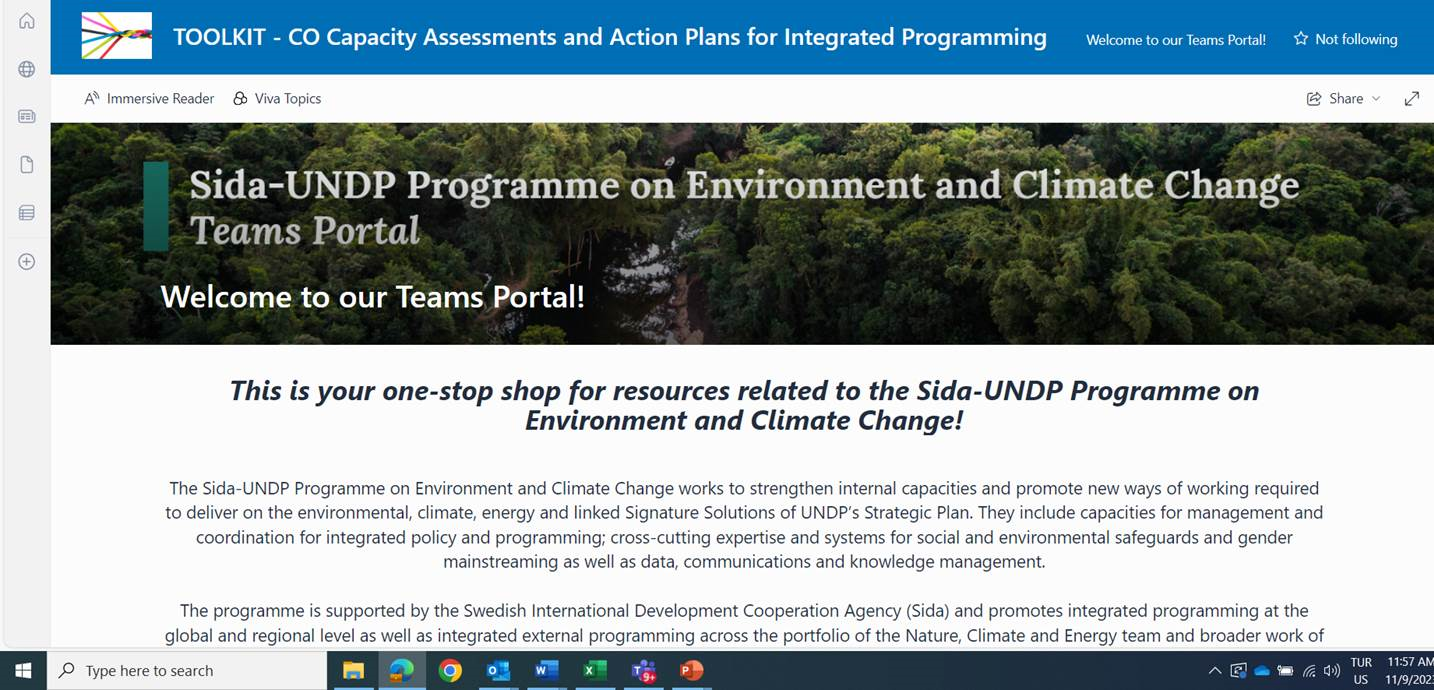 TOOLKIT - CO Capacity Assessments and Action Plans for Integrated Programming
Welcome to our Teams Portal!
Not following
Immersive Reader
Viva Topics
Share
Sida-UNDP Programme on Environment and Climate Change
Teams Portal
Welcome to our Teams Portal!
This is your one-stop shop for resources related to the Sida-UNDP Programme on
Environment and Climate Change!
The Sida-UNDP Programme on Environment and Climate Change works to strengthen internal capacities and promote new ways of working required
to deliver on the environmental, climate, energy and linked Signature Solutions of UNDP's Strategic Plan. They include capacities for management and
coordination for integrated policy and programming; cross-cutting expertise and systems for social and environmental safeguards and gender
mainstreaming as well as data, communications and knowledge management.
The programme is supported by the Swedish International Development Cooperation Agency (Sida) and promotes integrated programming at the
global and regional level as well as integrated external programming across the portfolio of the Nature, Climate and Energy team and broader work of
Type here to search
9+
TUR
US
11:57 AM